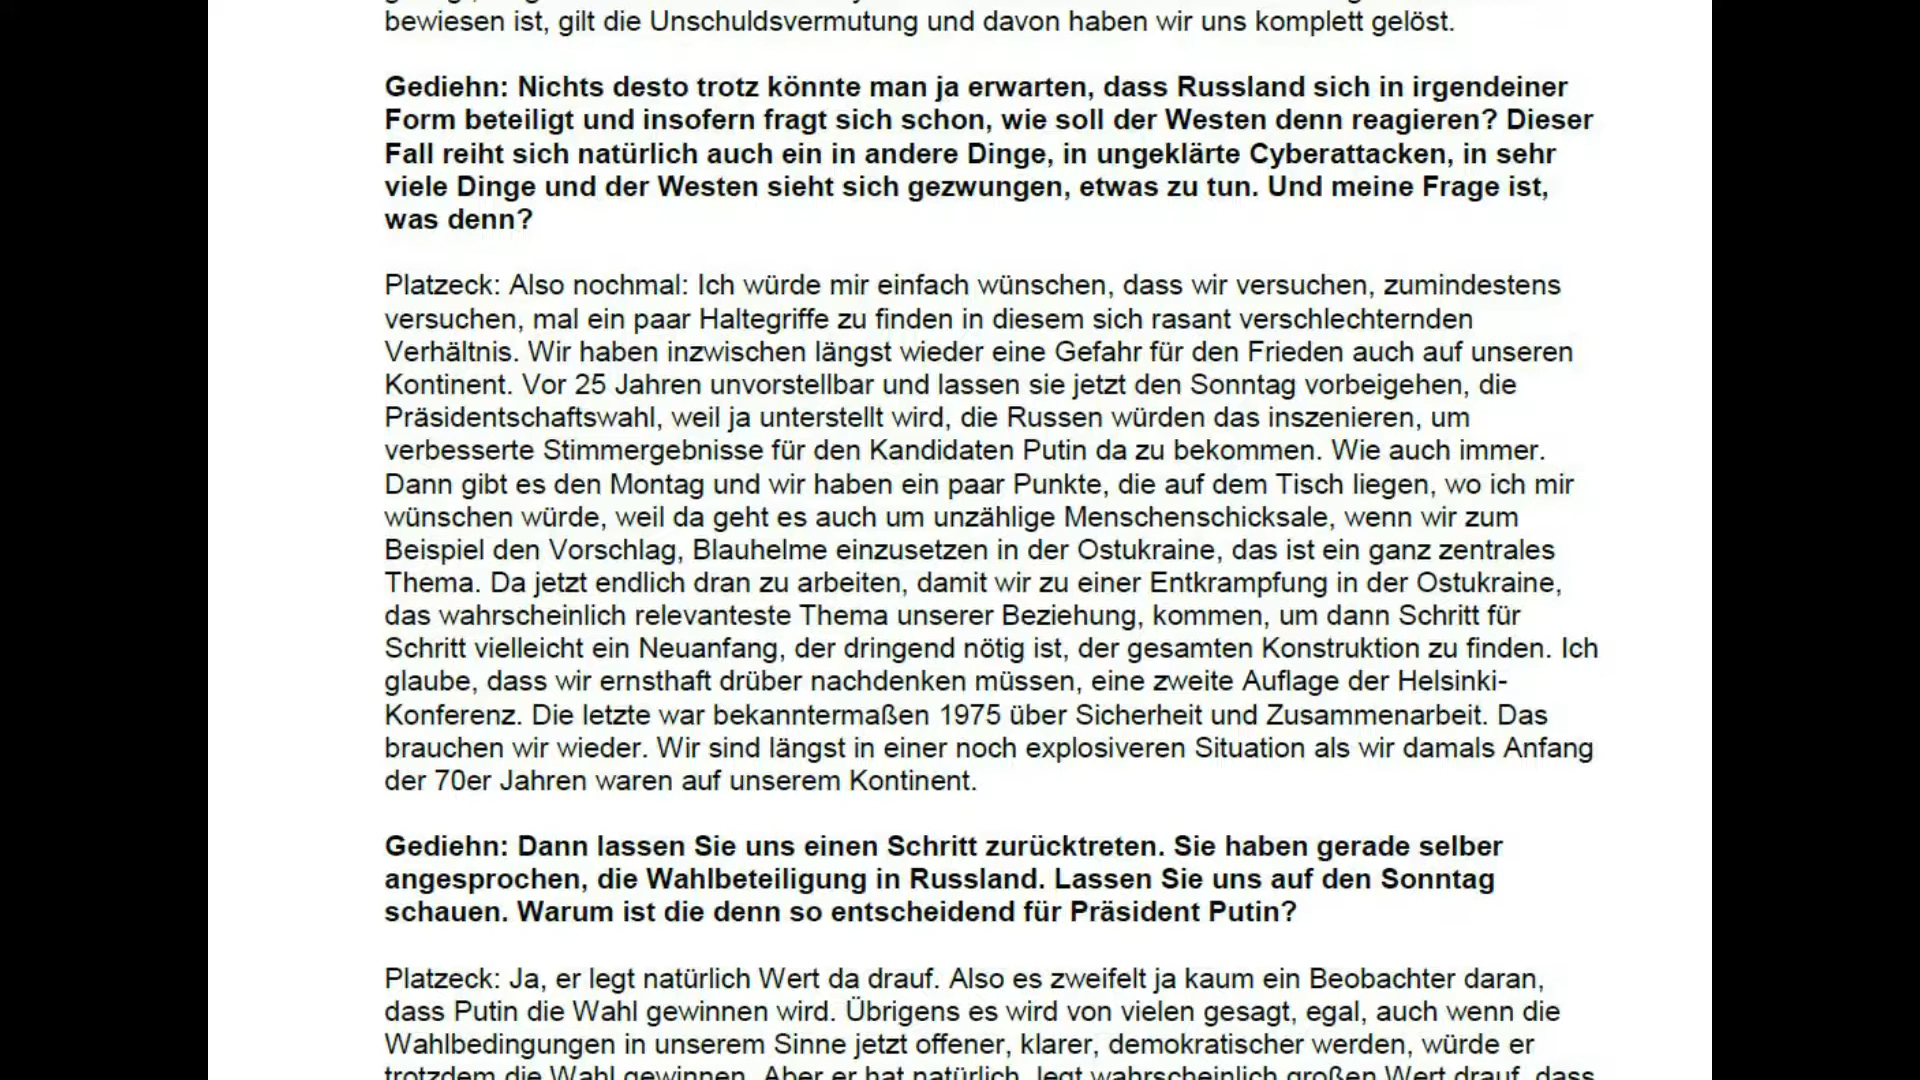 bewiesen ist, gilt die Unschuldsvermutung und davon haben wir uns komplett gelöst.
Gediehn: Nichts desto trotz könnte man ja erwarten, dass Russland sich in irgendeiner
Form beteiligt und insofern fragt sich schon, wie soll der Westen denn reagieren? Dieser
Fall reiht sich natürlich auch ein in andere Dinge, in ungeklärte Cyberattacken, in sehr
viele Dinge und der Westen sieht sich gezwungen, etwas zu tun. Und meine Frage ist,
was denn?
Platzeck: Also nochmal: Ich würde mir einfach wünschen, dass wir versuchen, zumindestens
versuchen, mal ein paar Haltegriffe zu finden in diesem sich rasant verschlechternden
Verhältnis. Wir haben inzwischen längst wieder eine Gefahr für den Frieden auch auf unseren
Kontinent. Vor 25 Jahren unvorstellbar und lassen sie jetzt den Sonntag vorbeigehen, die
Präsidentschaftswahl, weil ja unterstellt wird, die Russen würden das inszenieren, um
verbesserte Stimmergebnisse für den Kandidaten Putin da zu bekommen. Wie auch immer.
Dann gibt es den Montag und wir haben ein paar Punkte, die auf dem Tisch liegen, wo ich mir
wünschen würde, weil da geht es auch um unzählige Menschenschicksale, wenn wir zum
Beispiel den Vorschlag, Blauhelme einzusetzen in der Ostukraine, das ist ein ganz zentrales
Thema. Da jetzt endlich dran zu arbeiten, damit wir zu einer Entkrampfung in der Ostukraine,
das wahrscheinlich relevanteste Thema unserer Beziehung, kommen, um dann Schritt für
Schritt vielleicht ein Neuanfang, der dringend nötig ist, der gesamten Konstruktion zu finden. Ich
glaube, dass wir ernsthaft drüber nachdenken müssen, eine zweite Auflage der Helsinki-
Konferenz. Die letzte war bekanntermaßen 1975 über Sicherheit und Zusammenarbeit. Das
brauchen wir wieder. Wir sind längst in einer noch explosiveren Situation als wir damals Anfang
der 70er Jahren waren auf unserem Kontinent.
Gediehn: Dann lassen Sie uns einen Schritt zurücktreten. Sie haben gerade selber
angesprochen, die Wahlbeteiligung in Russland. Lassen Sie uns auf den Sonntag
schauen. Warum ist die denn so entscheidend für Präsident Putin?
Platzeck: Ja, er legt natürlich Wert da drauf. Also es zweifelt ja kaum ein Beobachter daran,
dass Putin die Wahl gewinnen wird. Übrigens es wird von vielen gesagt, egal, auch wenn die
Wahlbedingungen in unserem Sinne jetzt offener, klarer, demokratischer werden, würde er
trotzdem die Wahl gewinnen. Aber er hat natürlich, legt wahrscheinlich großen Wert drauf, dass